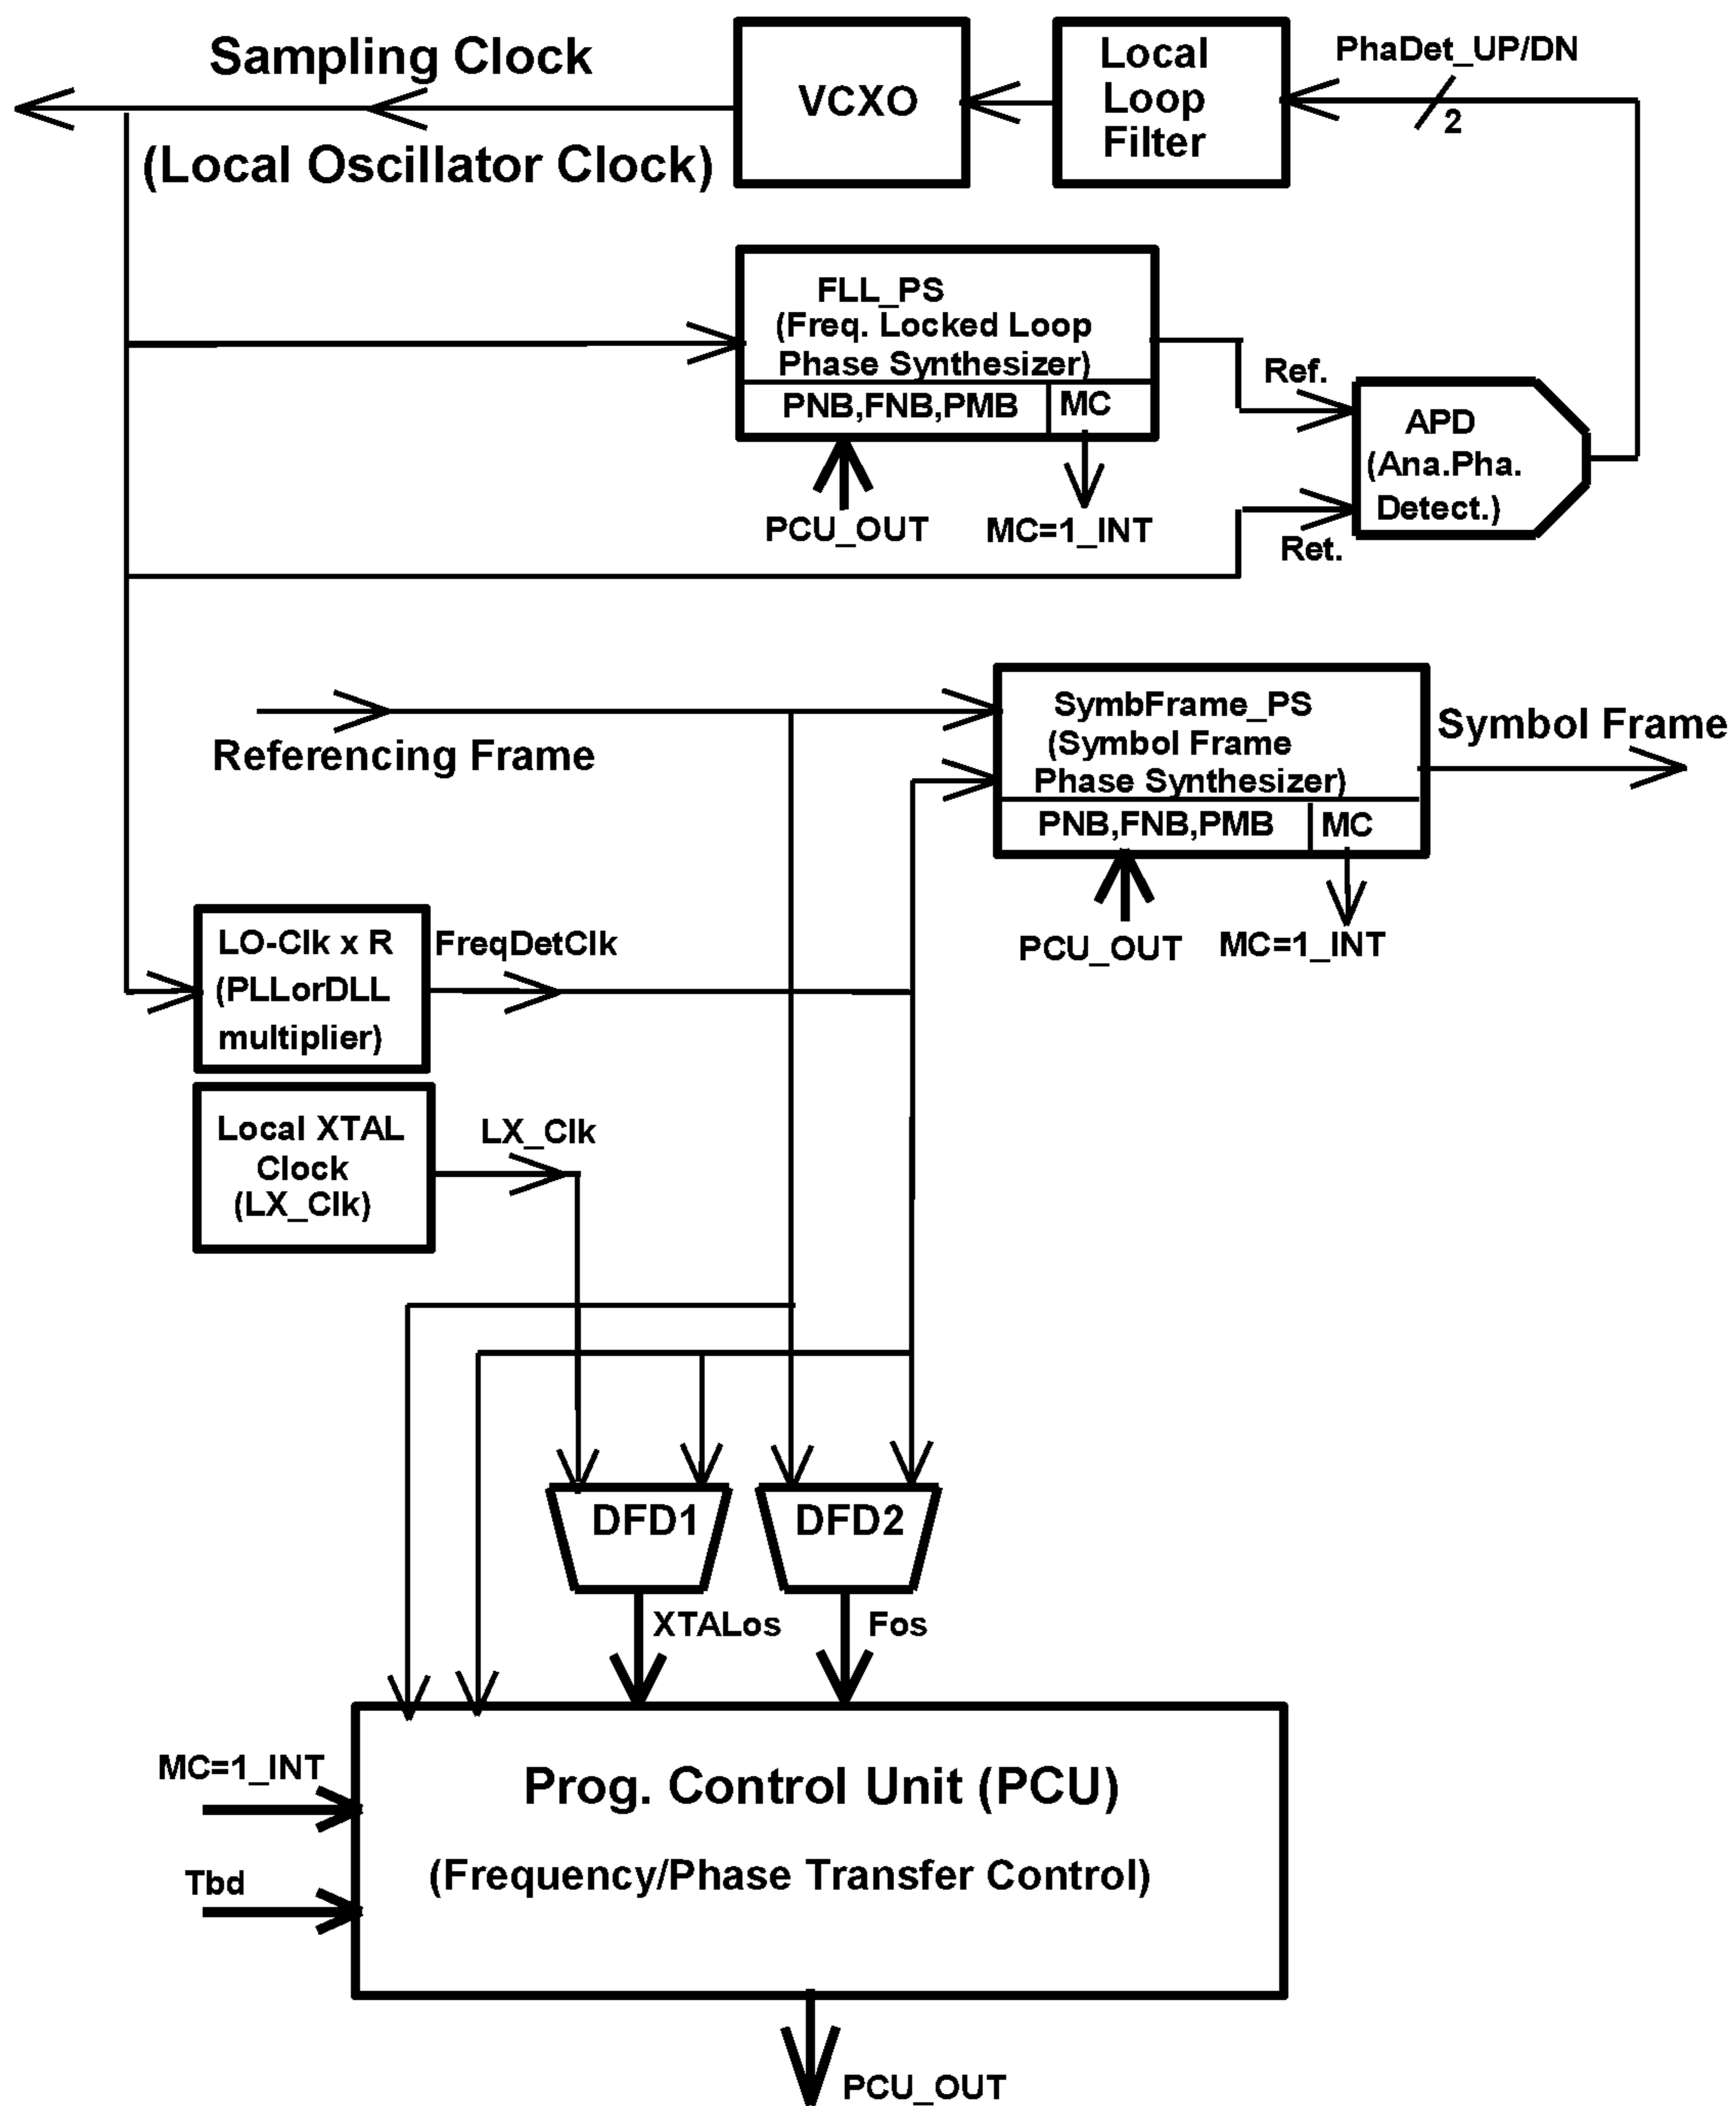 Sampling Clock
(Local Oscillator Clock)
VCXO
Local
Loop
Filter
PhaDet_UP/DN
2
FLL_PS
(Freq. Locked Loop
Phase Synthesizer)
PNB,FNB,PMB
MC
PCU_OUT
MC=1_INT
Ref.
Ret.
APD
(Ana.Pha.
Detect.)
Referencing Frame
SymbFrame_PS
(Symbol Frame
Phase Synthesizer)
PNB,FNB,PMB
MC
Symbol Frame
PCU_OUT
MC=1_INT
LO-Clk x R
(PLLorDLL
multiplier)
FreqDetClk
Local XTAL
Clock
(LX_Clk)
LX_Clk
DFD1
DFD2
XTALos
Fos
MC=1_INT
Tbd
Prog. Control Unit (PCU)
(Frequency/Phase Transfer Control)
PCU_OUT